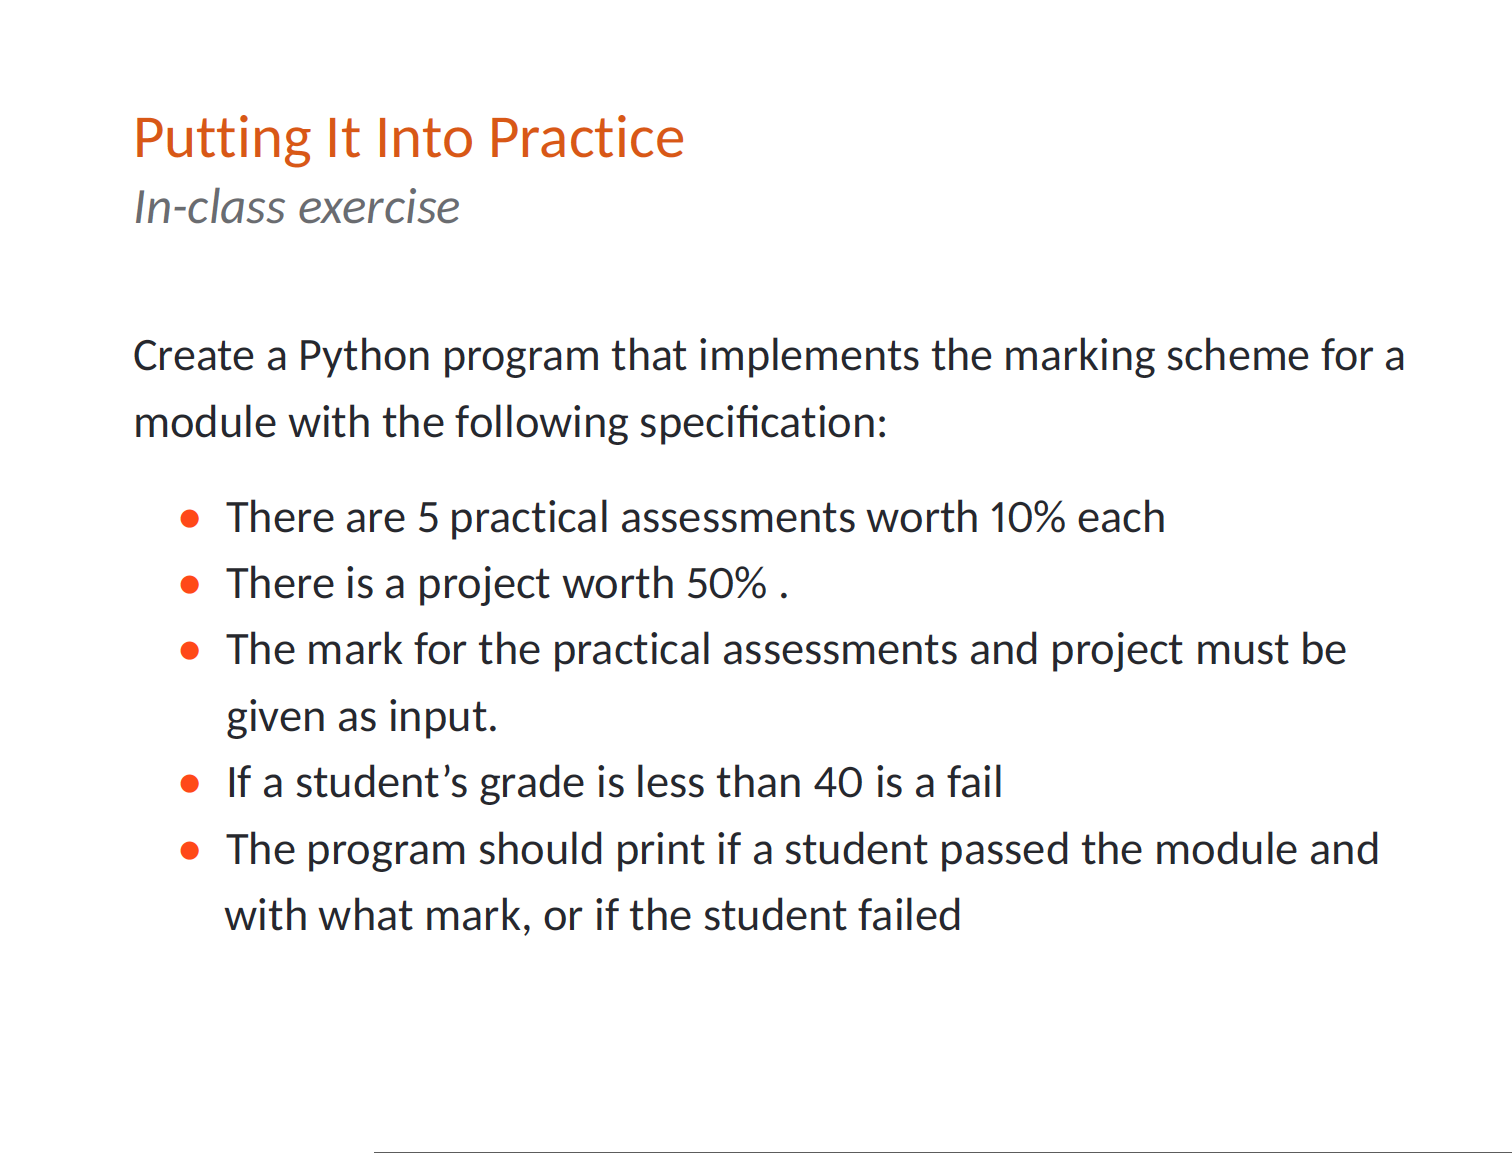 Putting It Into Practice
In-class exercise
Create a Python program that implements the marking scheme for a
module with the following specification:
● There are 5 practical assessments worth 10% each
● There is a project worth 50% .
● The mark for the practical assessments and project must be
given as input.
● If a student’s grade is less than 40 is a fail
● The program should print if a student passed the module and
with what mark, or if the student failed